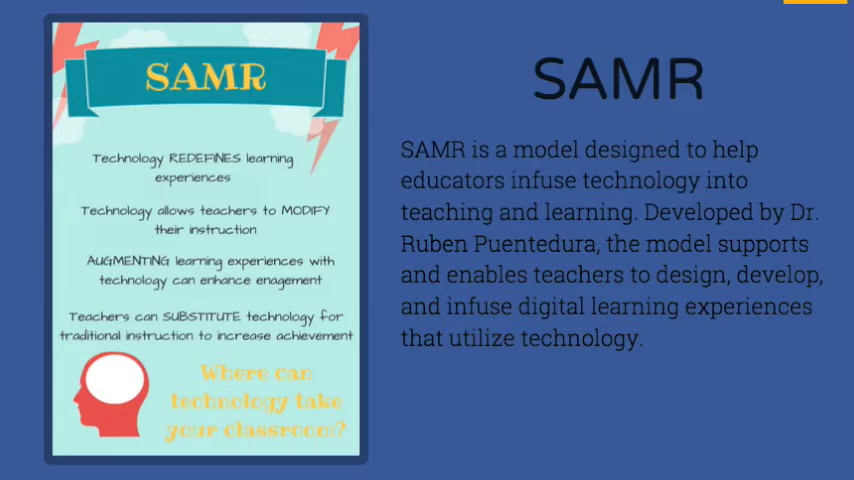 SAMR
Technology REDEFINES learning
experiences
Technology allows teachers to MODIFY
their instruction
AUGMENTING learning experiences with
technology can enhance enagement
Teachers can SUBSTITUTE technology for
traditional instruction to increase achievement
Where can
technology take
your classroom?
SAMR
SAMR is a model designed to help
educators infuse technology into
teaching and learning. Developed by Dr.
Ruben Puentedura, the model supports
and enables teachers to design, develop,
and infuse digital learning experiences
that utilize technology.